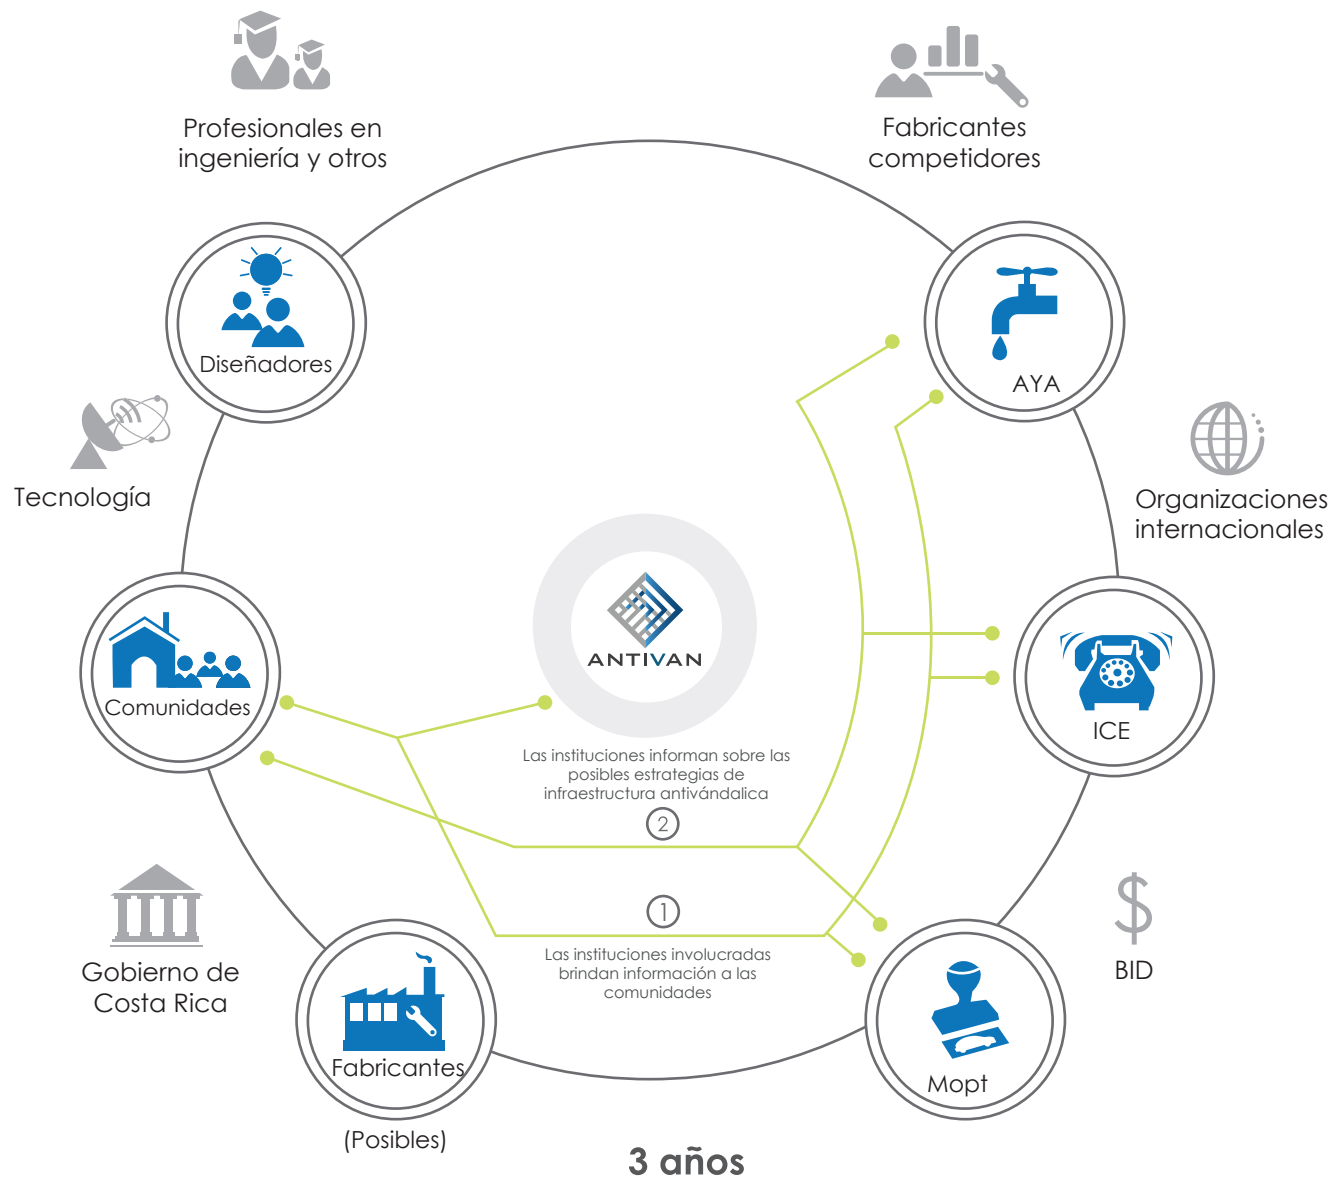 Profesionales en
ingeniería y otros
Fabricantes
competidores
Diseñadores
AYA
Tecnología
Organizaciones
internacionales
ANTIVAN
Comunidades
ICE
Las instituciones informan sobre las
posibles estrategias de
infraestructura antivándalica
2
1
Las instituciones involucradas
brindan información a las
comunidades
Gobierno de
Costa Rica
$
BID
Fabricantes
(Posibles)
Mopt
3 años